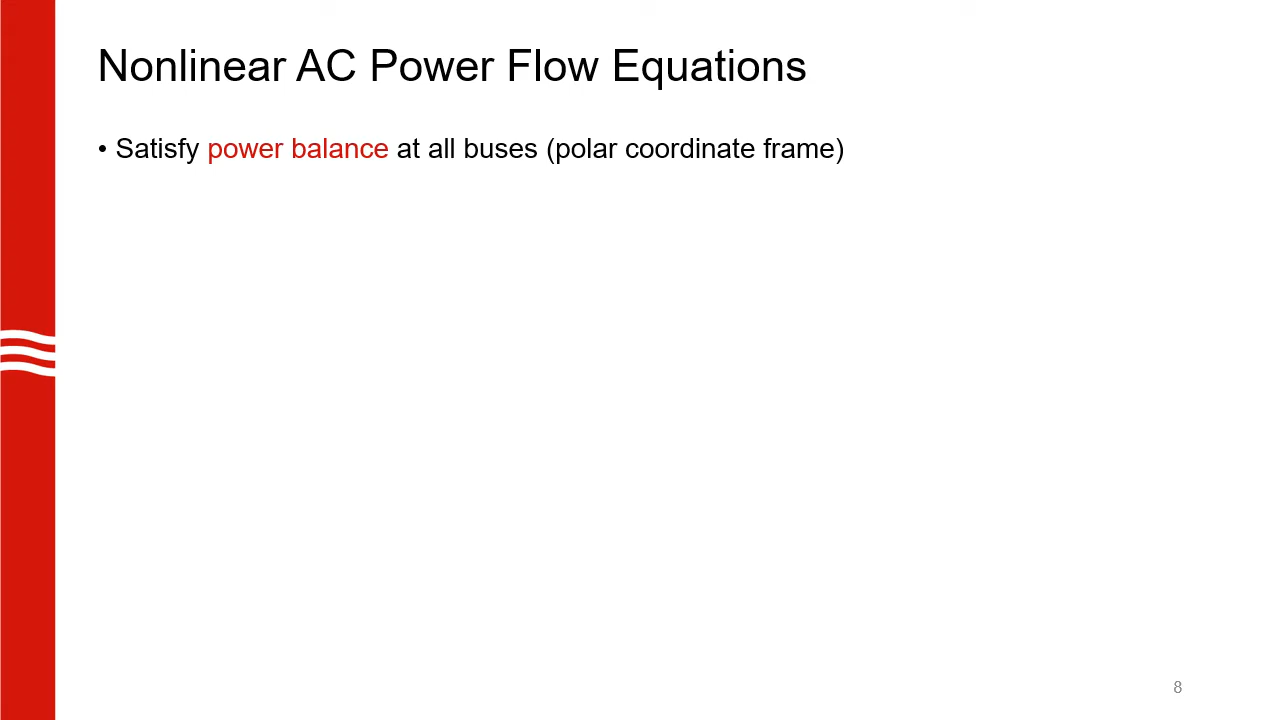 Nonlinear AC Power Flow Equations
• Satisfy power balance at all buses (polar coordinate frame)
8